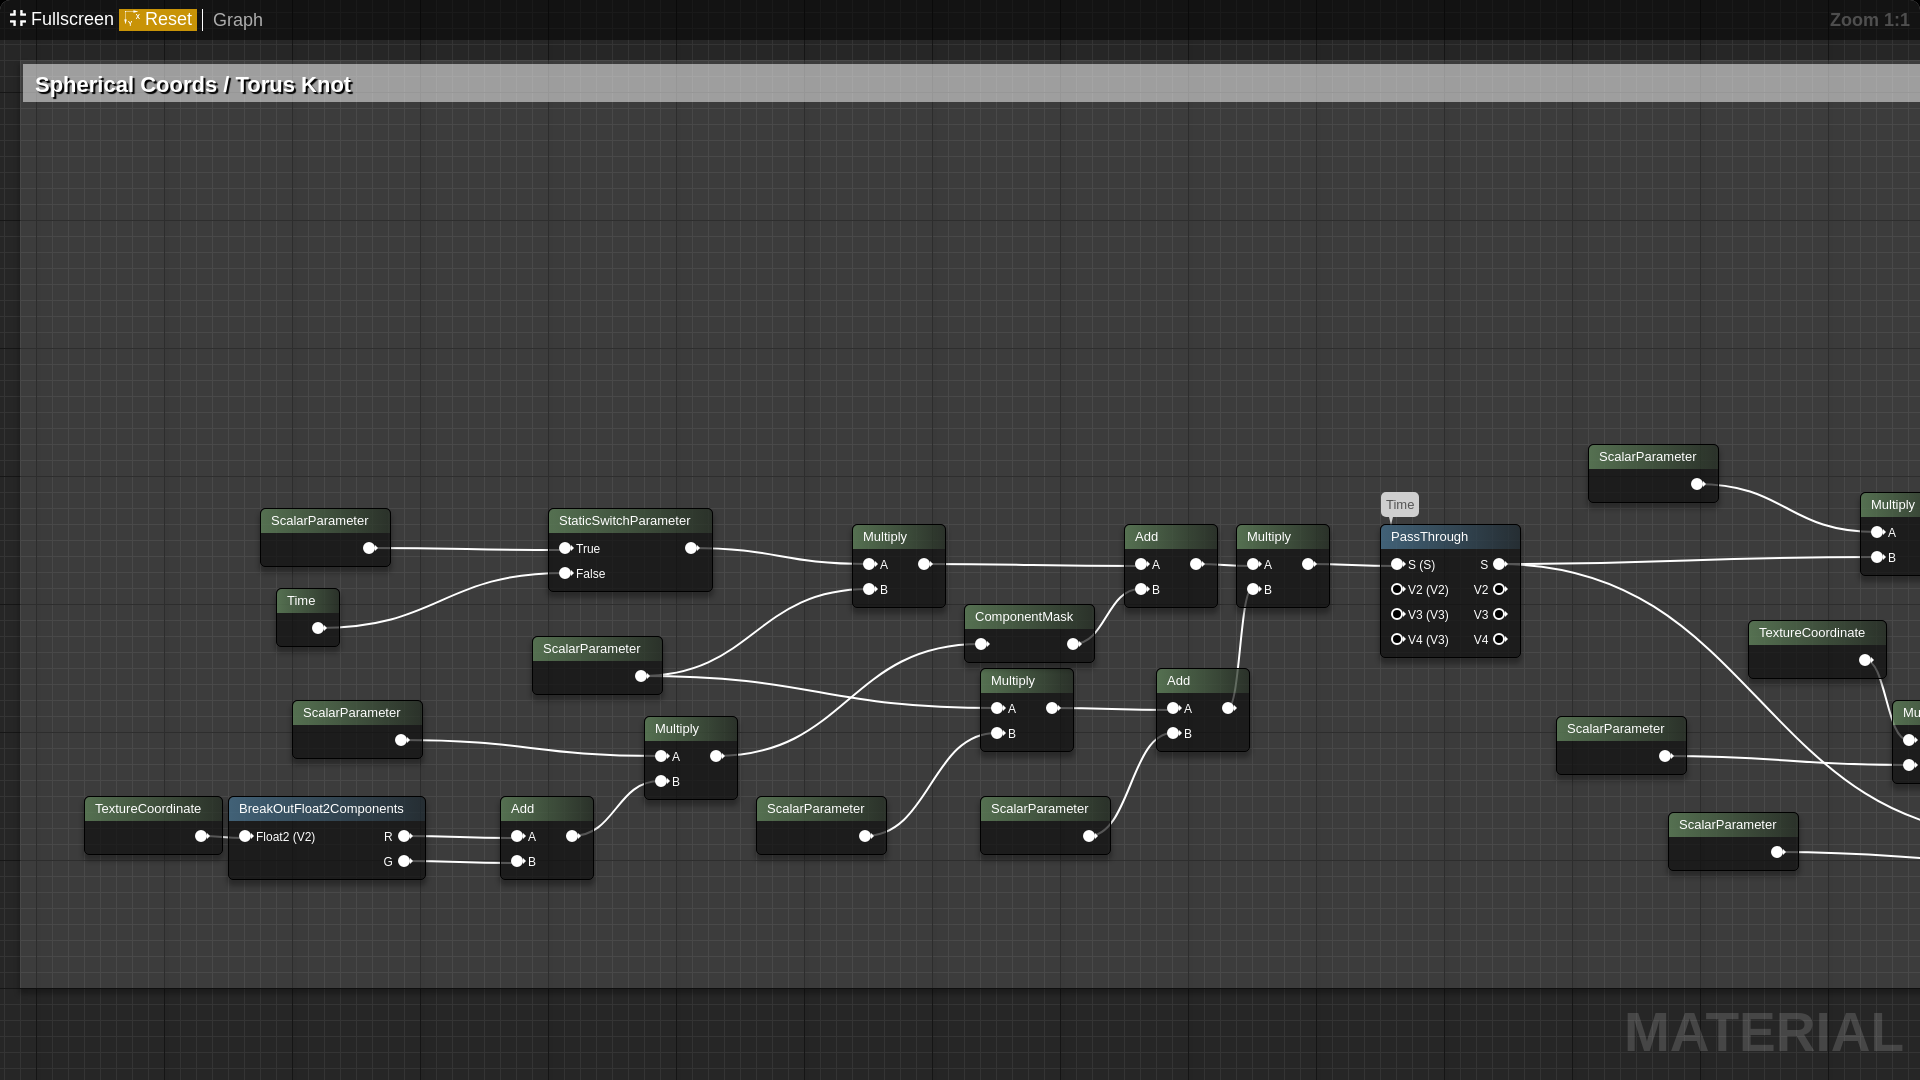 Fullscreen Reset Graph Zoom 1:1
Spherical Coords / Torus Knot
ScalarParameter
Multiply
A
B
Time
ScalarParameter
StaticSwitchParameter
True
False
Multiply
A
B
Add
A
B
Multiply
A
B
PassThrough
S (S) S
V2 (V2) V2
V3 (V3) V3
V4 (V3) V4
Time
ComponentMask
TextureCoordinate
ScalarParameter
Multiply
A
B
Add
A
B
ScalarParameter
Multiply
A
B
Mu
ScalarParameter
TextureCoordinate
BreakOutFloat2Components
Float2 (V2) R
G
Add
A
B
ScalarParameter
ScalarParameter
ScalarParameter
MATERIAL